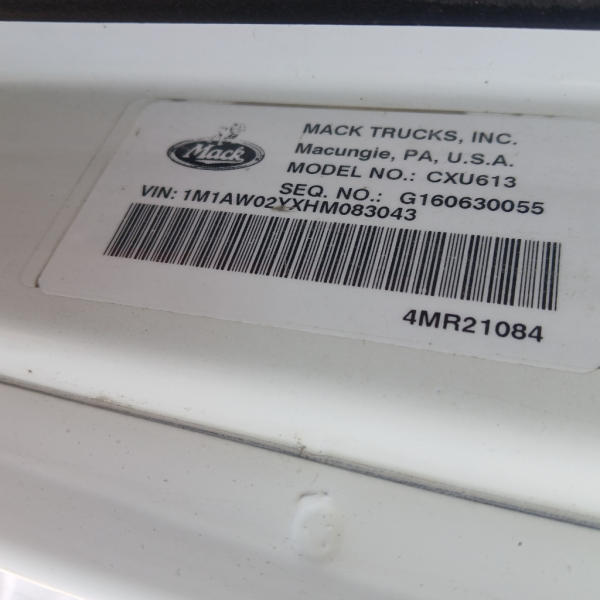 Mack
MACK TRUCKS, INC.
Macungie, PA, U.S.A.
MODEL NO.: CXU613
SEQ. NO.: G160630055
VIN: 1M1AW02YXHM083043
4MR21084